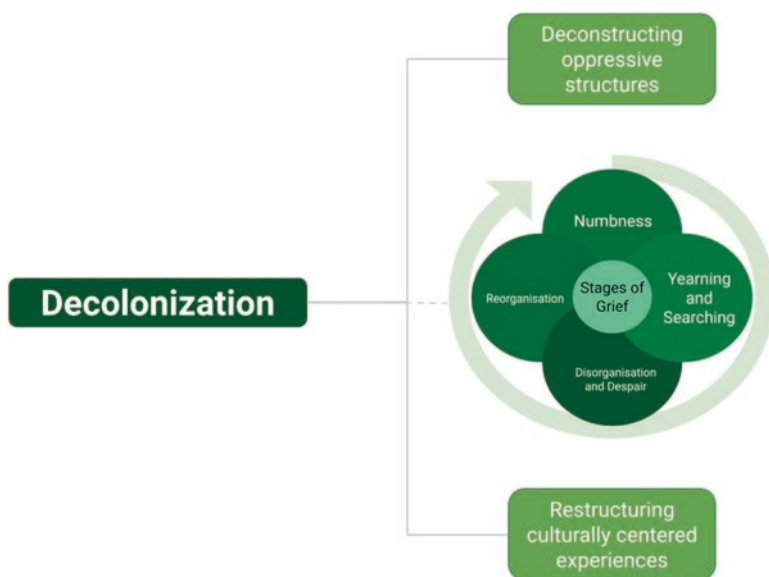 Deconstructing
oppressive
structures
Decolonization
Numbness
Reorganisation
Stages of
Grief
Yearning
and
Searching
Disorganisation
and Despair
Restructuring
culturally centered
experiences